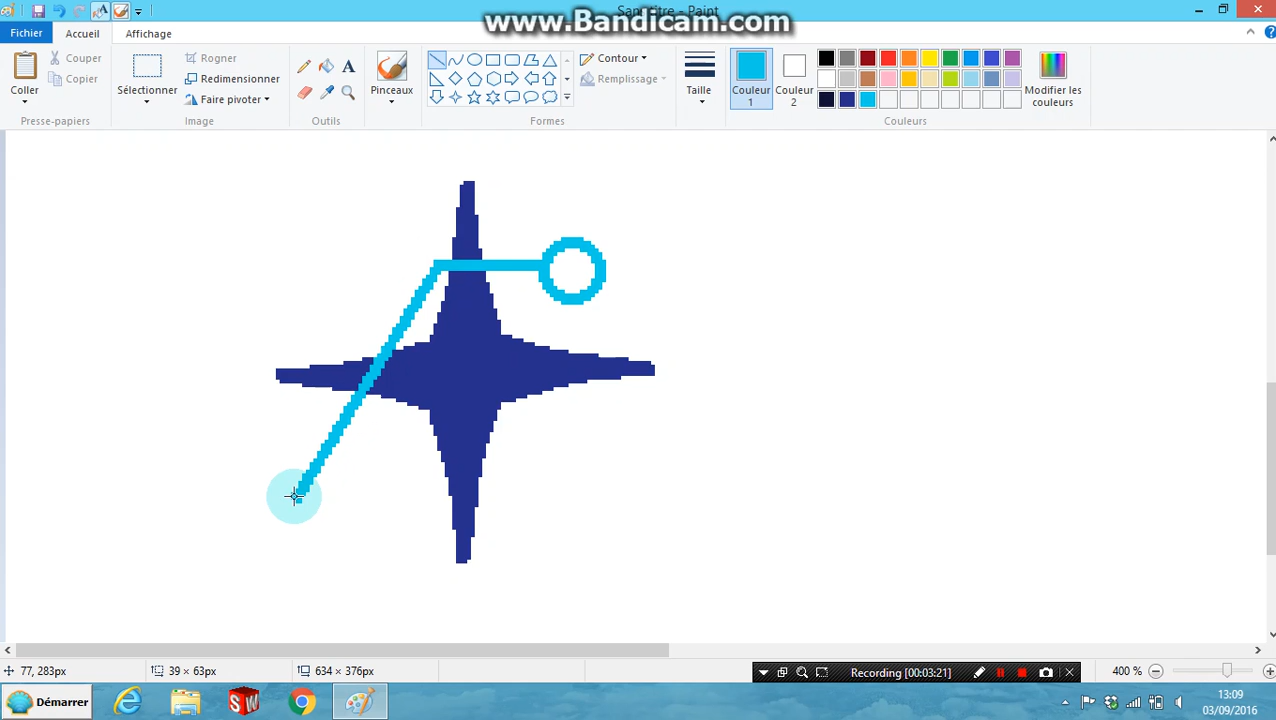 Sans titre - Paint
www.Bandicam.com
Fichier
Accueil
Affichage
Coller
Couper
Copier
Presse-papiers
Sélectionner
Rogner
Redimensionner
Faire pivoter
Image
A
Outils
Pinceaux
Contour
Remplissage
Formes
Taille
Couleur
1
Couleur
2
Modifier les
couleurs
Couleurs
77, 283px
39 × 63px
634 × 376px
Recording [00:03:21]
400 %
Démarrer
SW
13:09
03/09/2016